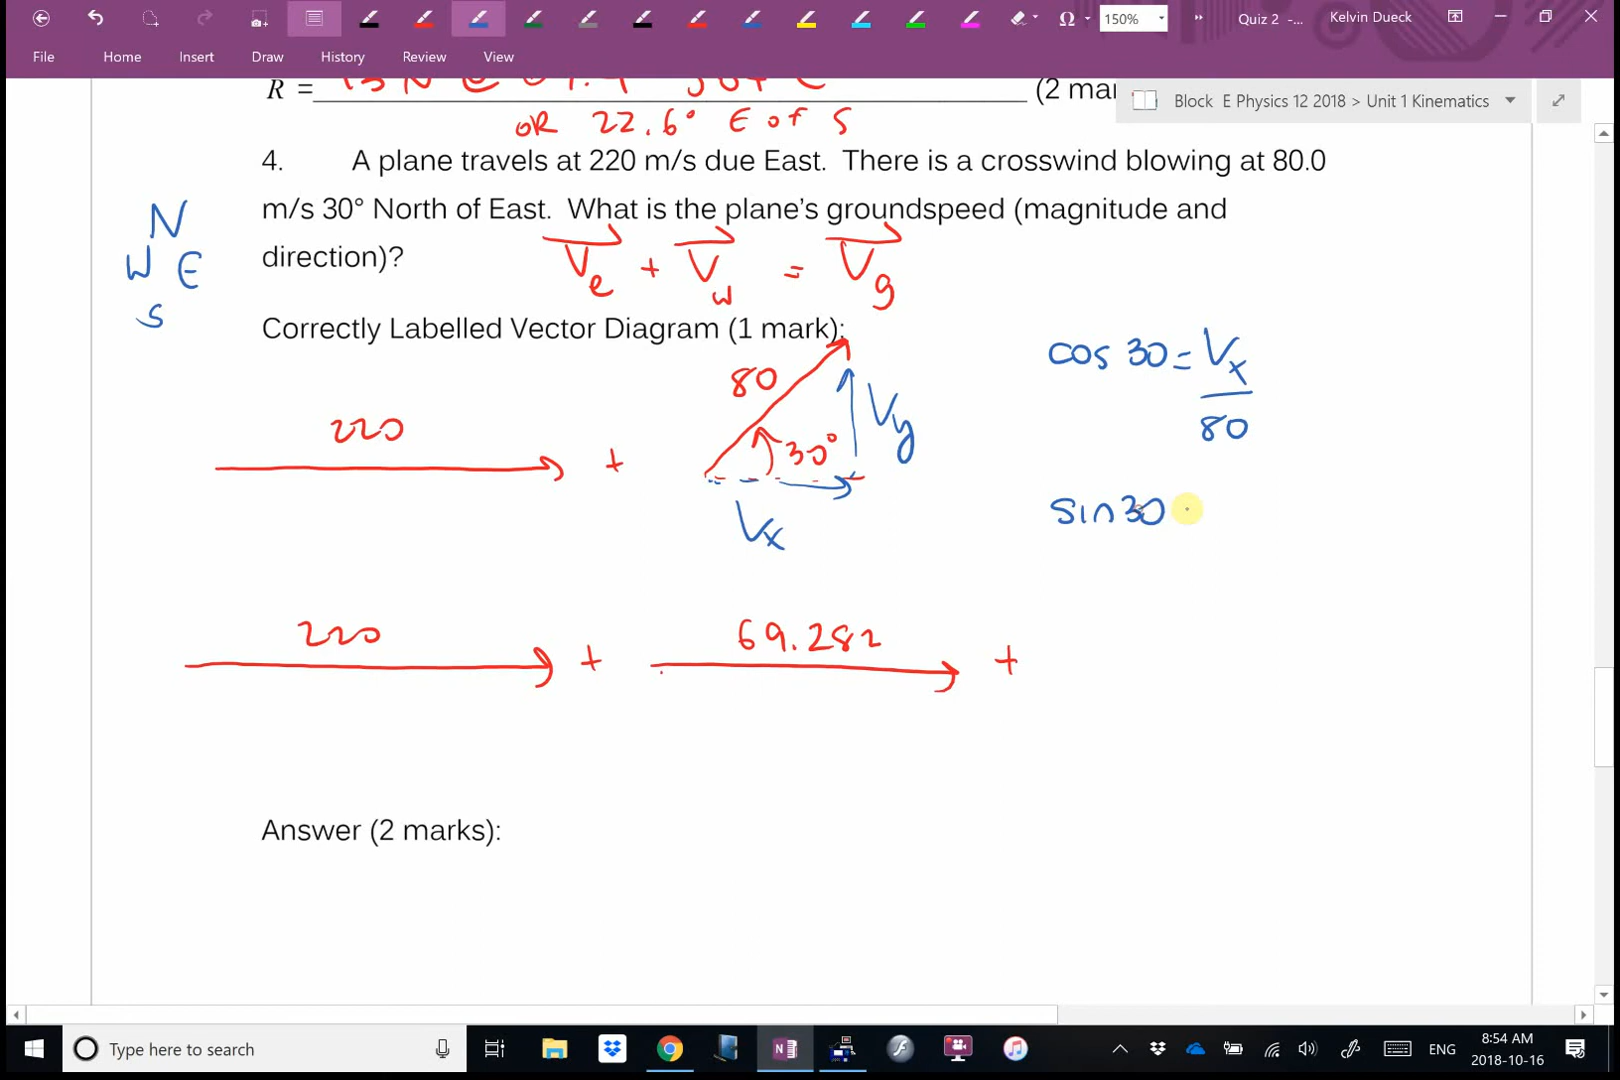 150%
Quiz 2 -...
Kelvin Dueck
File Home Insert Draw History Review View
R = (2 mar
Block E Physics 12 2018 > Unit 1 Kinematics
OR 22.6° E of S
4. A plane travels at 220 m/s due East. There is a crosswind blowing at 80.0
m/s 30° North of East. What is the plane's groundspeed (magnitude and
direction)?
N
W E
S
Ve + Vw = Vg
Correctly Labelled Vector Diagram (1 mark):
cos 30 = Vx
80
220
+
80
30°
Vy
Vx
sin 30
220
+
69.282
+
Answer (2 marks):
Type here to search
ENG
8:54 AM
2018-10-16